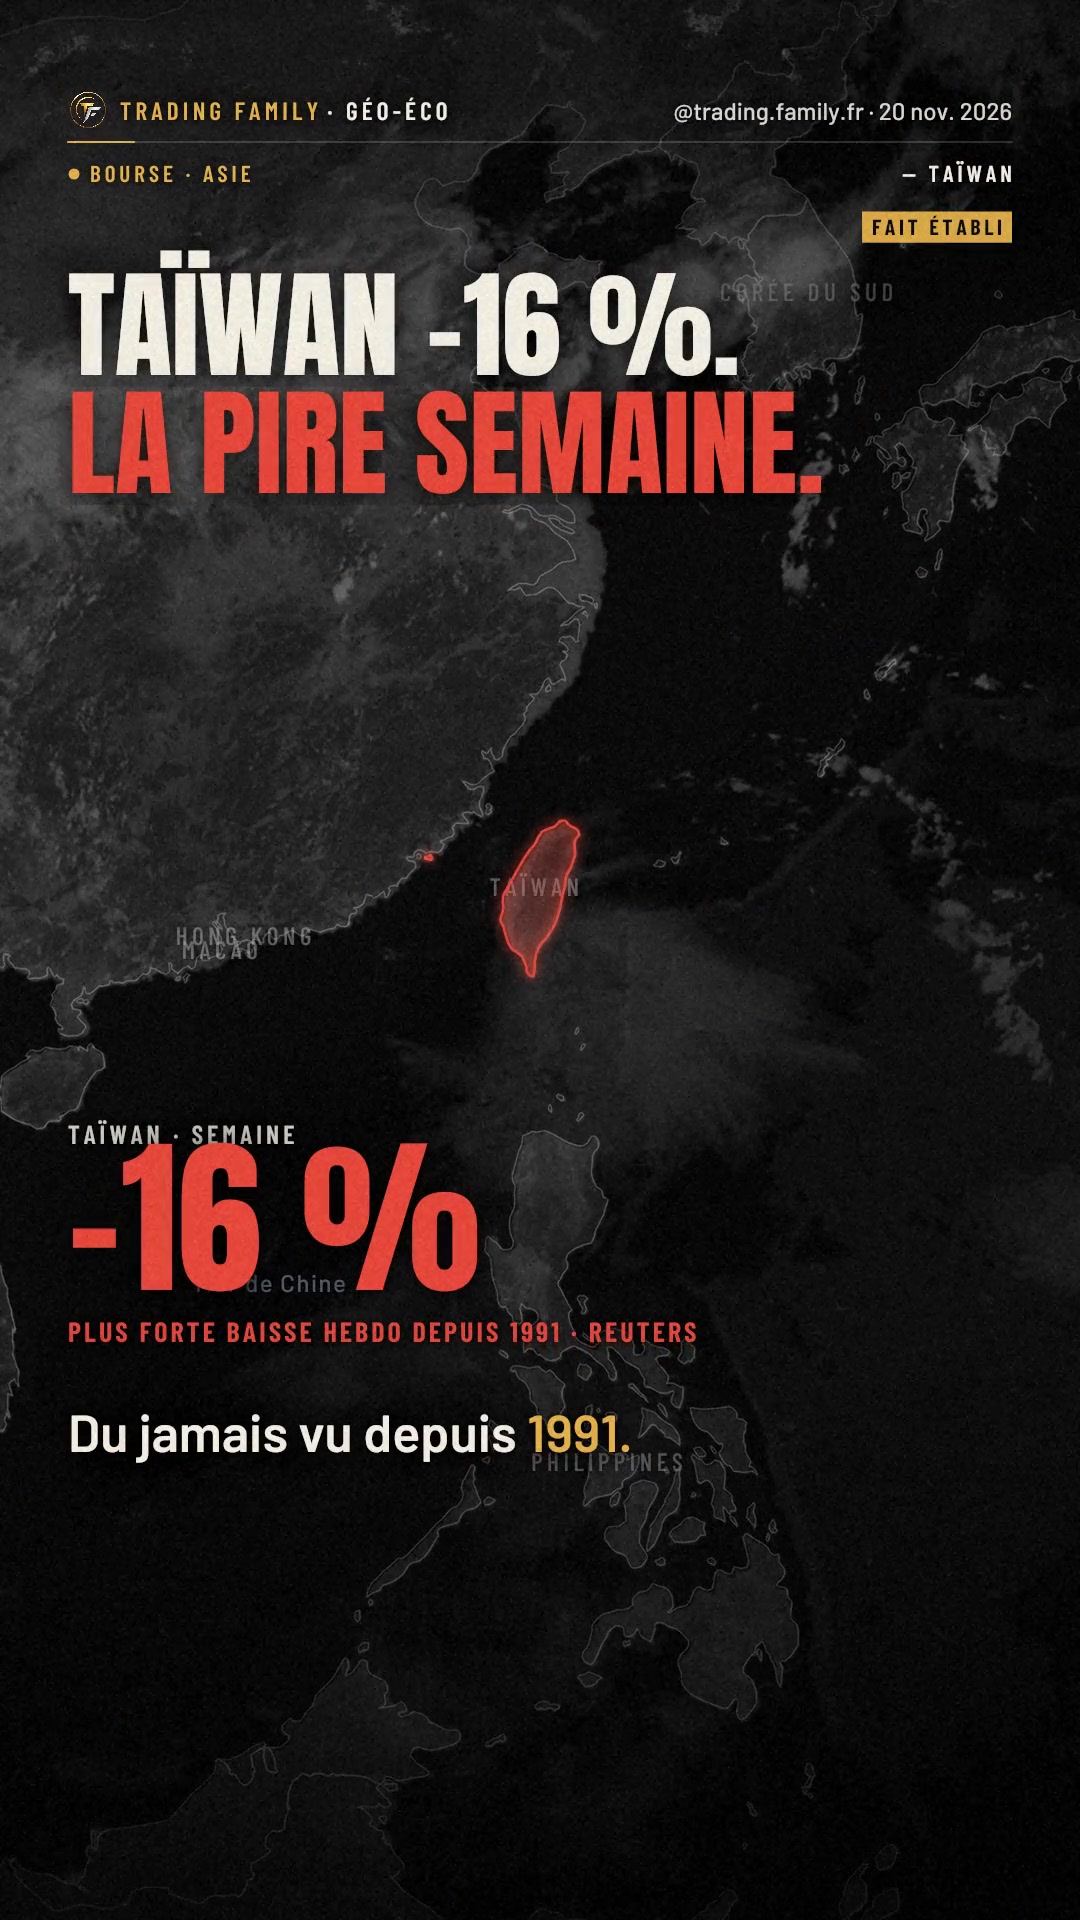 TRADING FAMILY · GÉO-ÉCO
@trading.family.fr · 20 nov. 2026
BOURSE · ASIE
– TAÏWAN
FAIT ÉTABLI
TAÏWAN -16 %.
CORÉE DU SUD
LA PIRE SEMAINE.
TAÏWAN
HONG KONG
MACAO
TAÏWAN · SEMAINE
-16 %
de Chine
PLUS FORTE BAISSE HEBDO DEPUIS 1991 · REUTERS
Du jamais vu depuis 1991.
PHILIPPINES